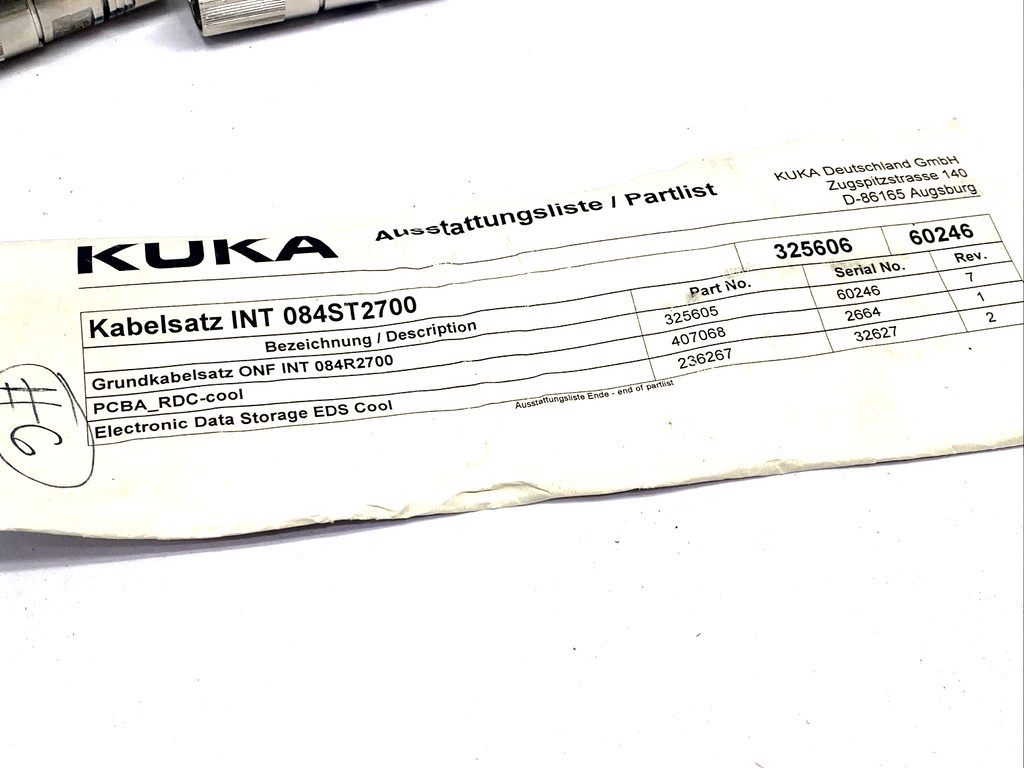 KUKA Ausstattungsliste / Partlist
KUKA Deutschland GmbH
Zugspitzstrasse 140
D-86165 Augsburg
Kabelsatz INT 084ST2700 325606 60246
Bezeichnung / Description Part No. Serial No. Rev.
Grundkabelsatz ONF INT 084R2700 325605 60246 7
PCBA_RDC-cool 407068 2664 1
Electronic Data Storage EDS Cool 236267 32627 2
Ausstattungsliste Ende - end of partlist
#6